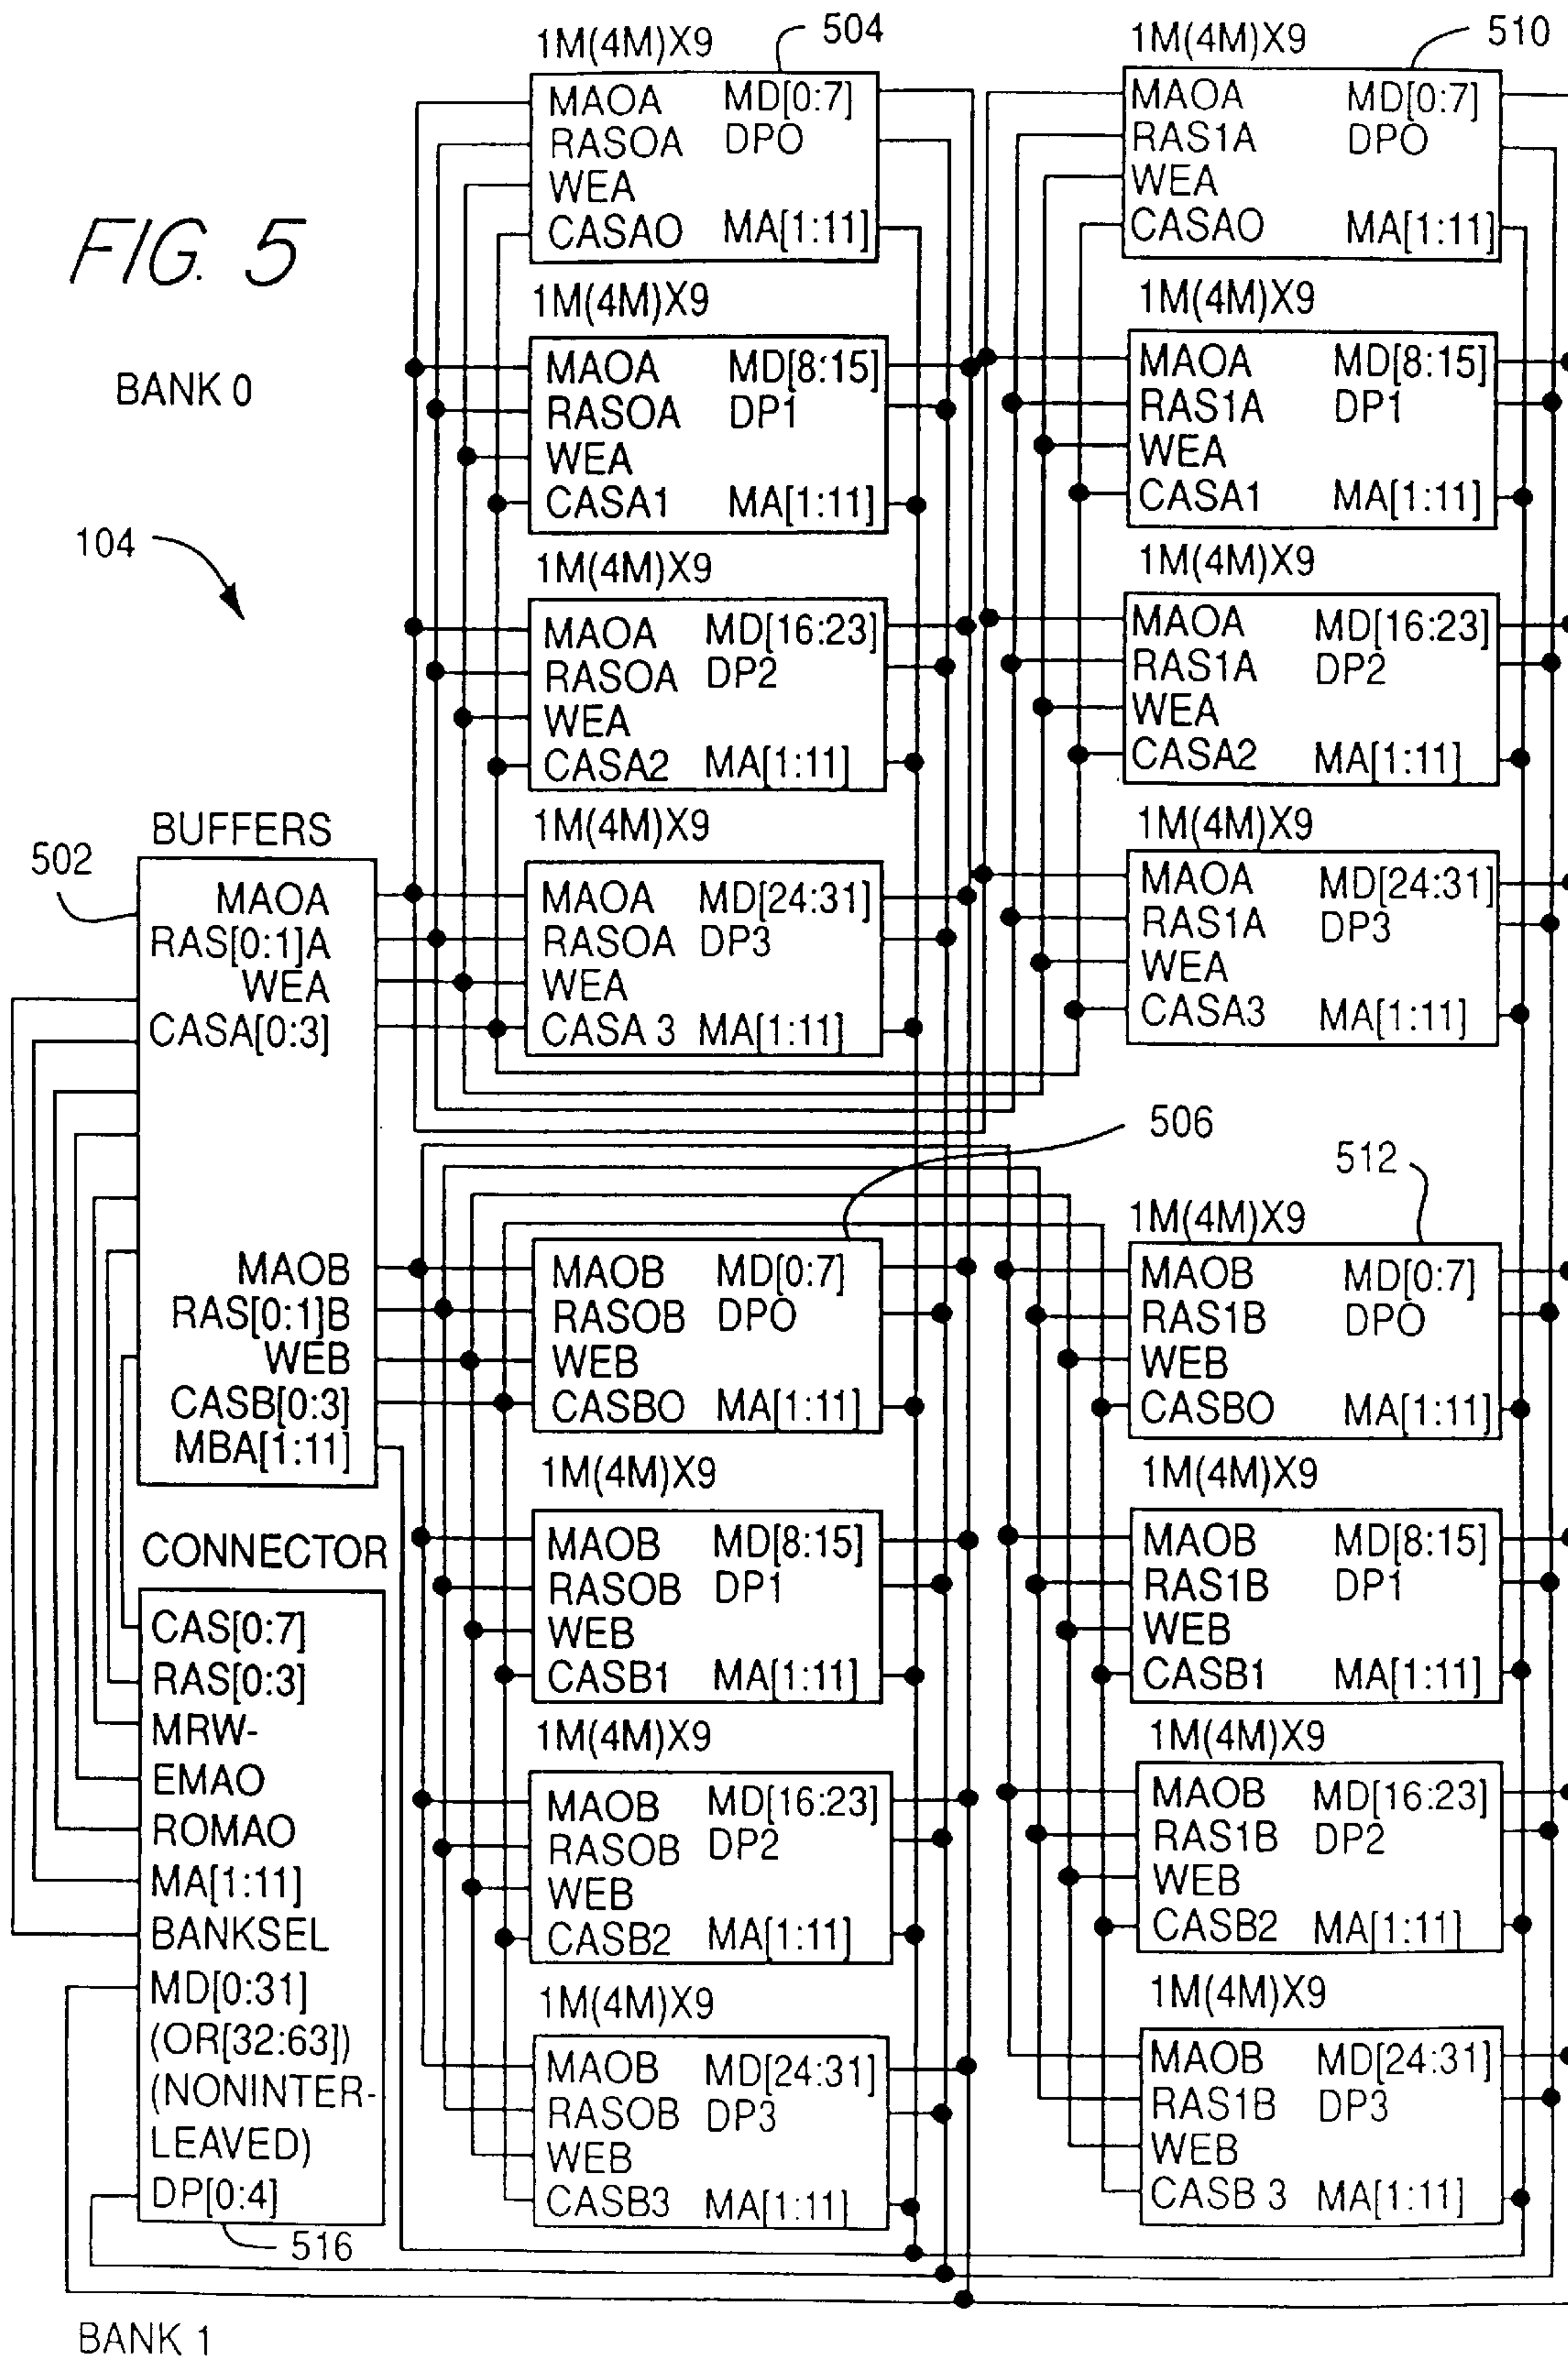 FIG. 5
BANK 0
104
BUFFERS
502
MAOA
RAS[0:1]A
WEA
CASA[0:3]
MAOB
RAS[0:1]B
WEB
CASB[0:3]
MBA[1:11]
CONNECTOR
CAS[0:7]
RAS[0:3]
MRW-
EMAO
ROMAO
MA[1:11]
BANKSEL
MD[0:31]
(OR[32:63])
(NONINTER-
LEAVED)
DP[0:4]
516
BANK 1
1M(4M)X9 504
MAOA MD[0:7]
RASOA DPO
WEA
CASAO MA[1:11]
1M(4M)X9
MAOA MD[8:15]
RASOA DP1
WEA
CASA1 MA[1:11]
1M(4M)X9
MAOA MD[16:23]
RASOA DP2
WEA
CASA2 MA[1:11]
1M(4M)X9
MAOA MD[24:31]
RASOA DP3
WEA
CASA 3 MA[1:11]
506
MAOB MD[0:7]
RASOB DPO
WEB
CASBO MA[1:11]
1M(4M)X9
MAOB MD[8:15]
RASOB DP1
WEB
CASB1 MA[1:11]
1M(4M)X9
MAOB MD[16:23]
RASOB DP2
WEB
CASB2 MA[1:11]
1M(4M)X9
MAOB MD[24:31]
RASOB DP3
WEB
CASB3 MA[1:11]
1M(4M)X9 510
MAOA MD[0:7]
RAS1A DPO
WEA
CASAO MA[1:11]
1M(4M)X9
MAOA MD[8:15]
RAS1A DP1
WEA
CASA1 MA[1:11]
1M(4M)X9
MAOA MD[16:23]
RAS1A DP2
WEA
CASA2 MA[1:11]
1M(4M)X9
MAOA MD[24:31]
RAS1A DP3
WEA
CASA3 MA[1:11]
512
1M(4M)X9
MAOB MD[0:7]
RAS1B DPO
WEB
CASBO MA[1:11]
1M(4M)X9
MAOB MD[8:15]
RAS1B DP1
WEB
CASB1 MA[1:11]
1M(4M)X9
MAOB MD[16:23]
RAS1B DP2
WEB
CASB2 MA[1:11]
1M(4M)X9
MAOB MD[24:31]
RAS1B DP3
WEB
CASB 3 MA[1:11]